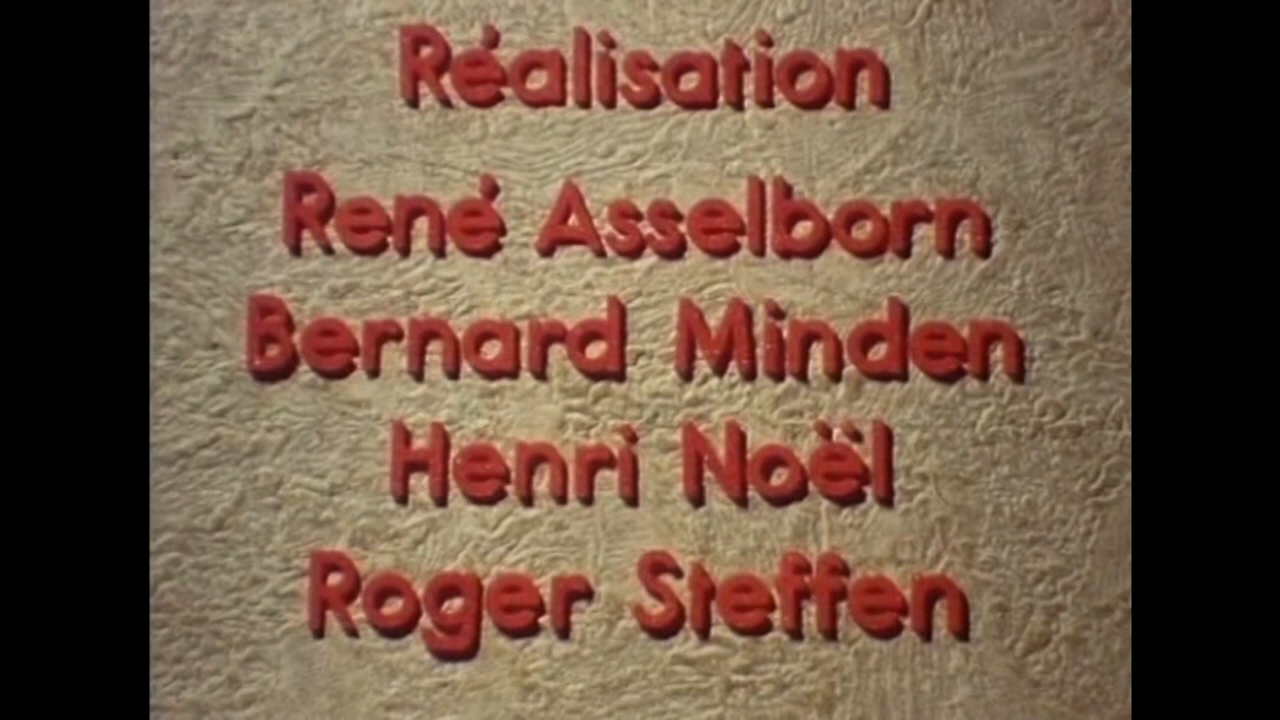 Réalisation
René Asselborn
Bernard Minden
Henri Noël
Roger Steffen